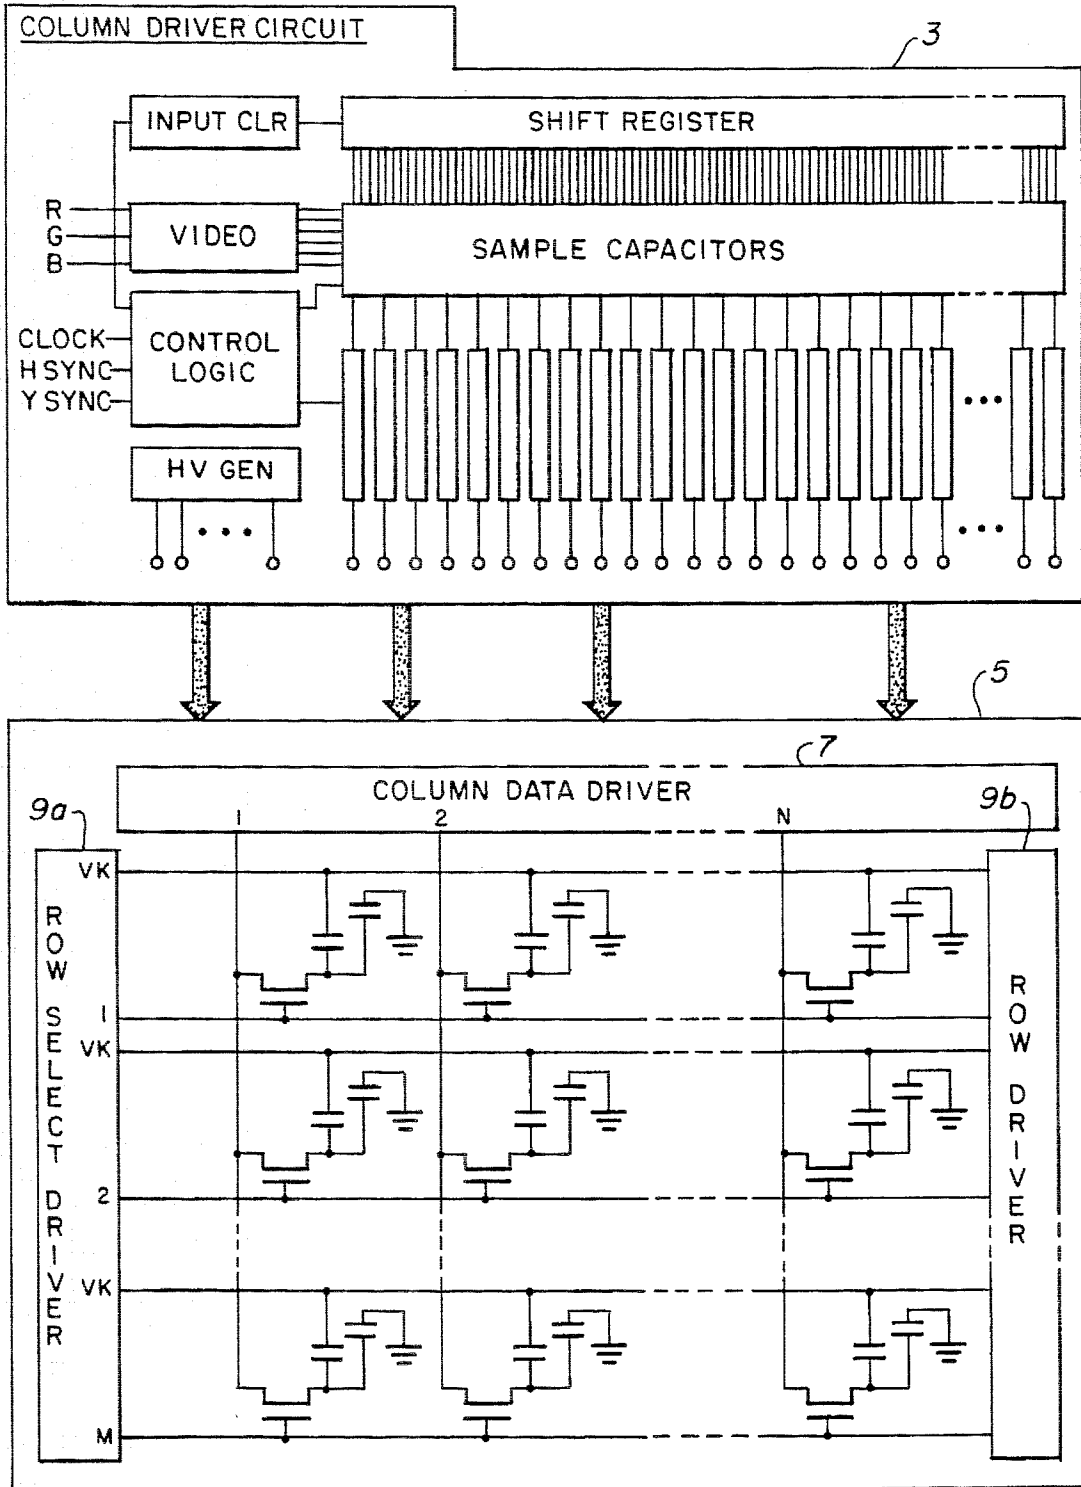 COLUMN DRIVER CIRCUIT
3
INPUT CLR
SHIFT REGISTER
R
G
B
VIDEO
SAMPLE CAPACITORS
CLOCK
H SYNC
Y SYNC
CONTROL
LOGIC
HV GEN
5
7
COLUMN DATA DRIVER
9a
9b
1
2
N
VK
1
VK
2
VK
M
ROW SELECT DRIVER
ROW DRIVER